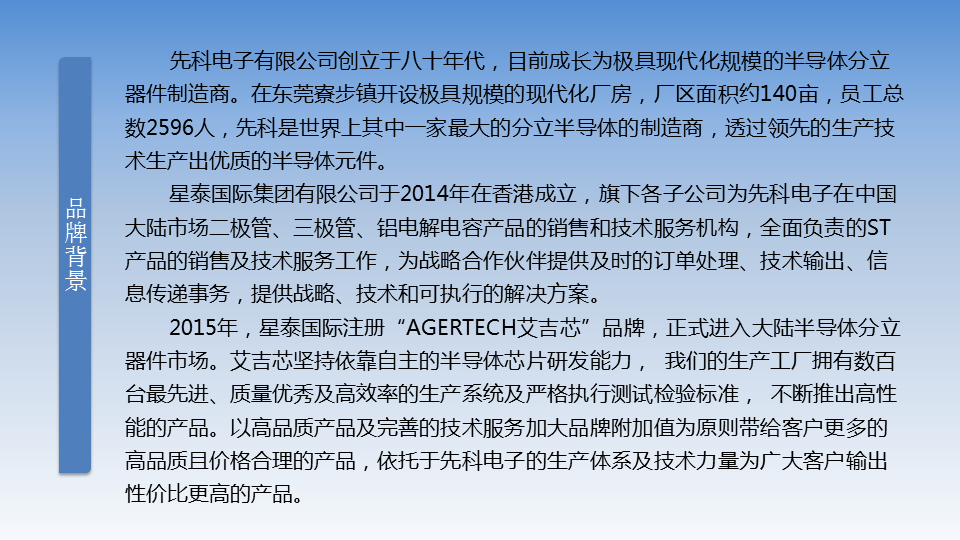 品牌背景
先科电子有限公司创立于八十年代，目前成长为极具现代化规模的半导体分立
器件制造商。在东莞寮步镇开设极具规模的现代化厂房，厂区面积约140亩，员工总
数2596人，先科是世界上其中一家最大的分立半导体的制造商，透过领先的生产技
术生产出优质的半导体元件。
星泰国际集团有限公司于2014年在香港成立，旗下各子公司为先科电子在中国
大陆市场二极管、三极管、铝电解电容产品的销售和技术服务机构，全面负责的ST
产品的销售及技术服务工作，为战略合作伙伴提供及时的订单处理、技术输出、信
息传递事务，提供战略、技术和可执行的解决方案。
2015年，星泰国际注册“AGERTECH艾吉芯”品牌，正式进入大陆半导体分立
器件市场。艾吉芯坚持依靠自主的半导体芯片研发能力， 我们的生产工厂拥有数百
台最先进、质量优秀及高效率的生产系统及严格执行测试检验标准， 不断推出高性
能的产品。以高品质产品及完善的技术服务加大品牌附加值为原则带给客户更多的
高品质且价格合理的产品，依托于先科电子的生产体系及技术力量为广大客户输出
性价比更高的产品。